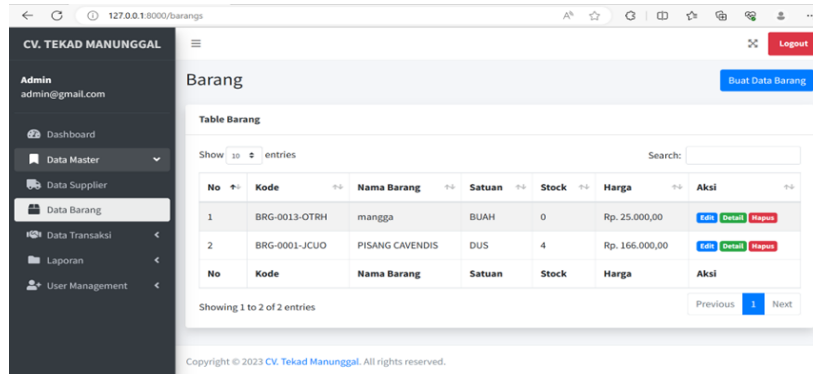 127.0.0.1:8000/barangs
CV. TEKAD MANUNGGAL
Logout
Admin
admin@gmail.com
Dashboard
Data Master
Data Supplier
Data Barang
Data Transaksi
Laporan
User Management
Barang
Buat Data Barang
Table Barang
Show 10 entries
Search:
No Kode Nama Barang Satuan Stock Harga Aksi
1 BRG-0013-OTRH mangga BUAH 0 Rp. 25.000,00 Edit Detail Hapus
2 BRG-0001-JCUO PISANG CAVENDIS DUS 4 Rp. 166.000,00 Edit Detail Hapus
No Kode Nama Barang Satuan Stock Harga Aksi
Showing 1 to 2 of 2 entries
Previous 1 Next
Copyright © 2023 CV. Tekad Manunggal. All rights reserved.